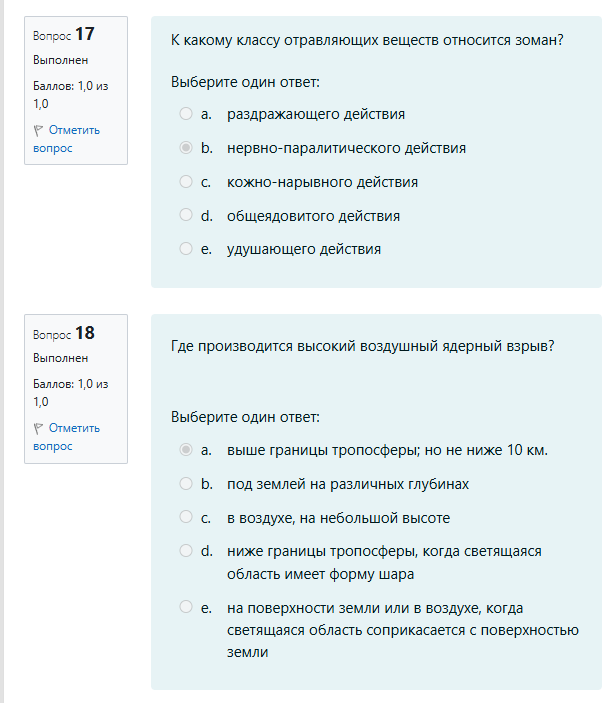 Вопрос 17
Выполнен
Баллов: 1,0 из
1,0
Отметить
вопрос
К какому классу отравляющих веществ относится зоман?
Выберите один ответ:
a. раздражающего действия
b. нервно-паралитического действия
c. кожно-нарывного действия
d. общеядовитого действия
e. удушающего действия
Вопрос 18
Выполнен
Баллов: 1,0 из
1,0
Отметить
вопрос
Где производится высокий воздушный ядерный взрыв?
Выберите один ответ:
a. выше границы тропосферы; но не ниже 10 км.
b. под землей на различных глубинах
c. в воздухе, на небольшой высоте
d. ниже границы тропосферы, когда светящаяся
область имеет форму шара
e. на поверхности земли или в воздухе, когда
светящаяся область соприкасается с поверхностью
земли